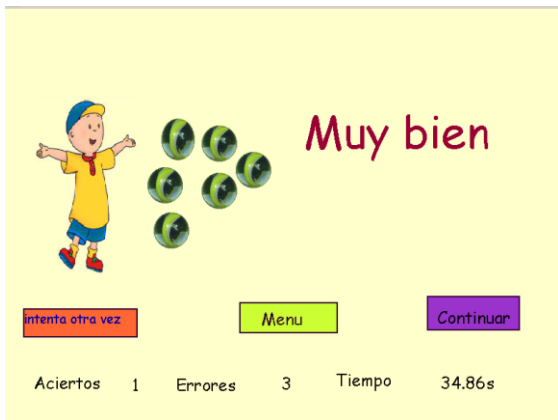 Muy bien
intenta otra vez
Menu
Continuar
Aciertos 1 Errores 3 Tiempo 34.86s